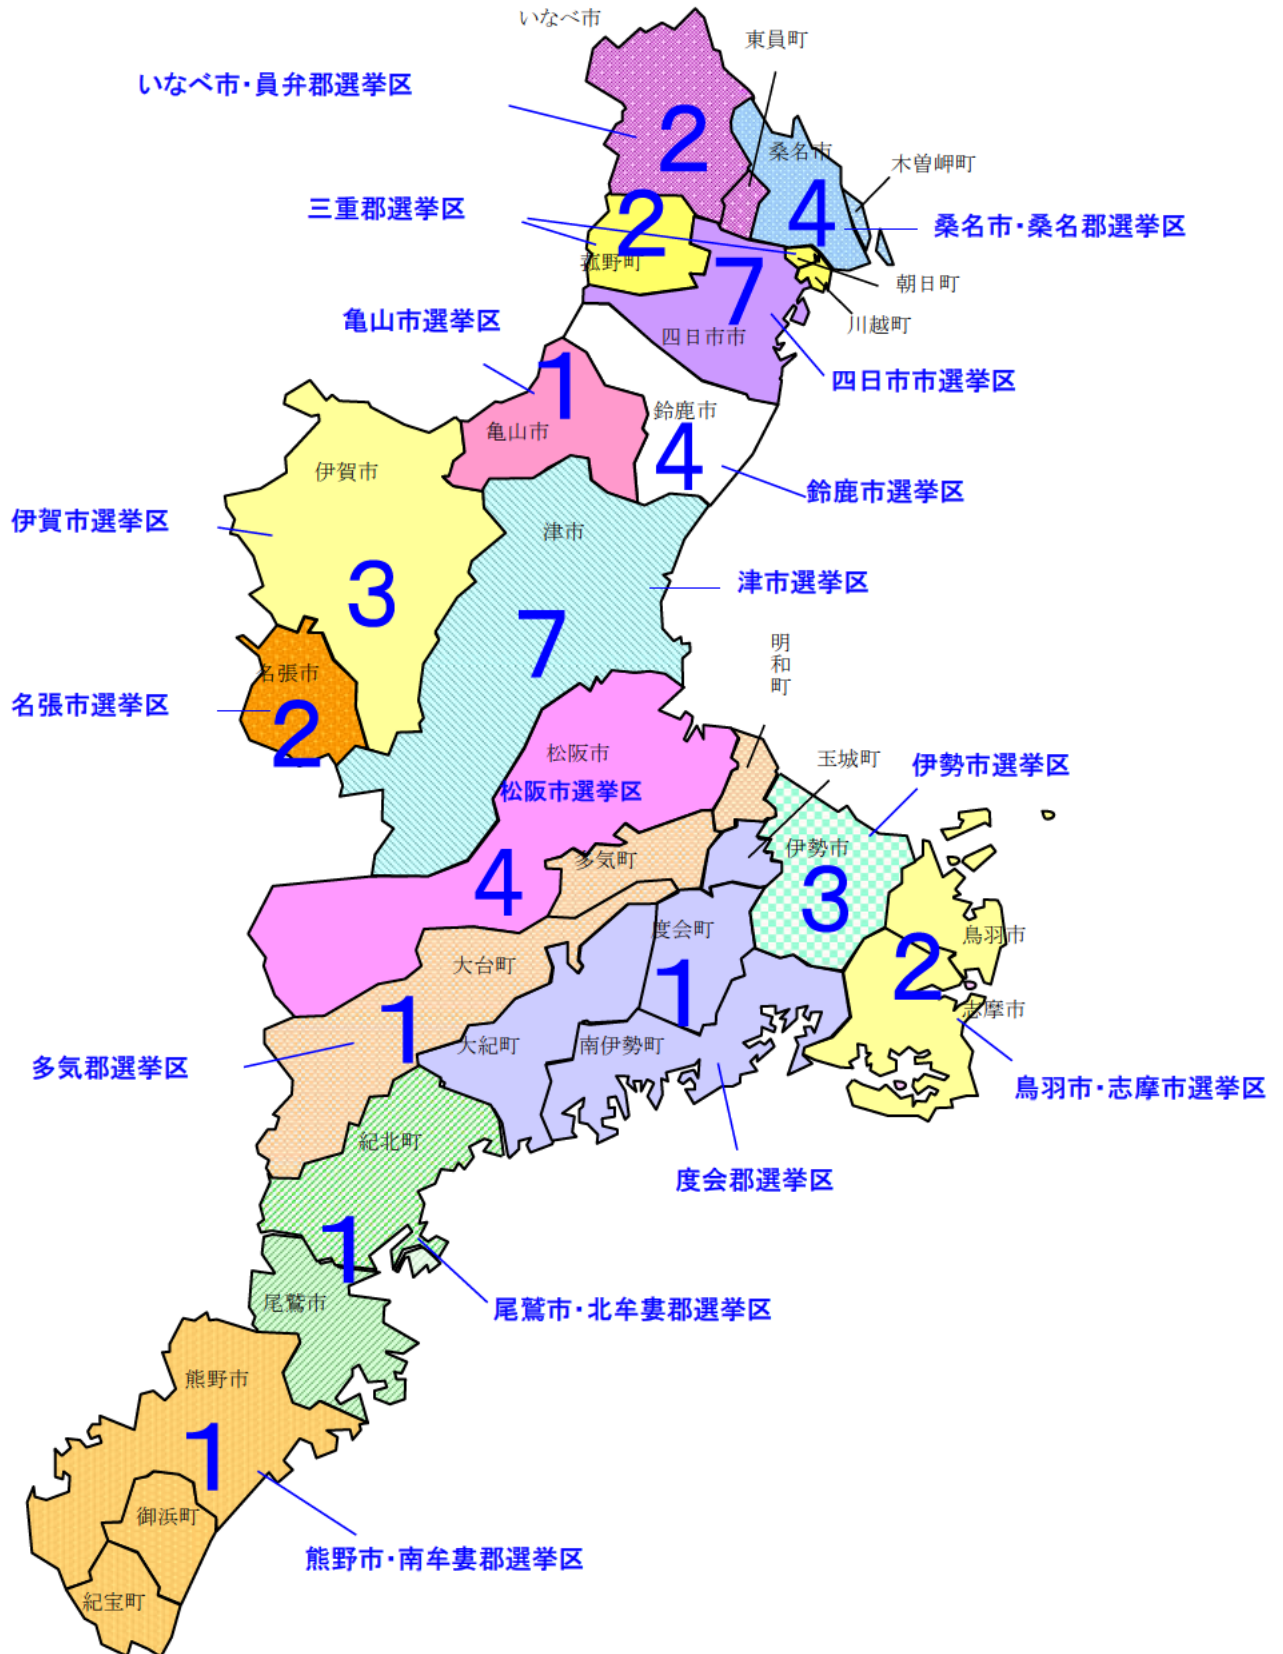 いなべ市
東員町
いなべ市・員弁郡選挙区
2
桑名市
木曽岬町
三重郡選挙区
2
4
桑名市・桑名郡選挙区
菰野町
7
朝日町
亀山市選挙区
川越町
四日市市
1
四日市市選挙区
鈴鹿市
亀山市
4
伊賀市
鈴鹿市選挙区
伊賀市選挙区
津市
3
津市選挙区
7
明和町
名張市
名張市選挙区
2
松阪市
玉城町
伊勢市選挙区
松阪市選挙区
多気町
伊勢市
4
3
度会町
鳥羽市
大台町
2
1
志摩市
1
大紀町
南伊勢町
多気郡選挙区
鳥羽市・志摩市選挙区
紀北町
度会郡選挙区
1
尾鷲市
尾鷲市・北牟婁郡選挙区
熊野市
1
御浜町
熊野市・南牟婁郡選挙区
紀宝町